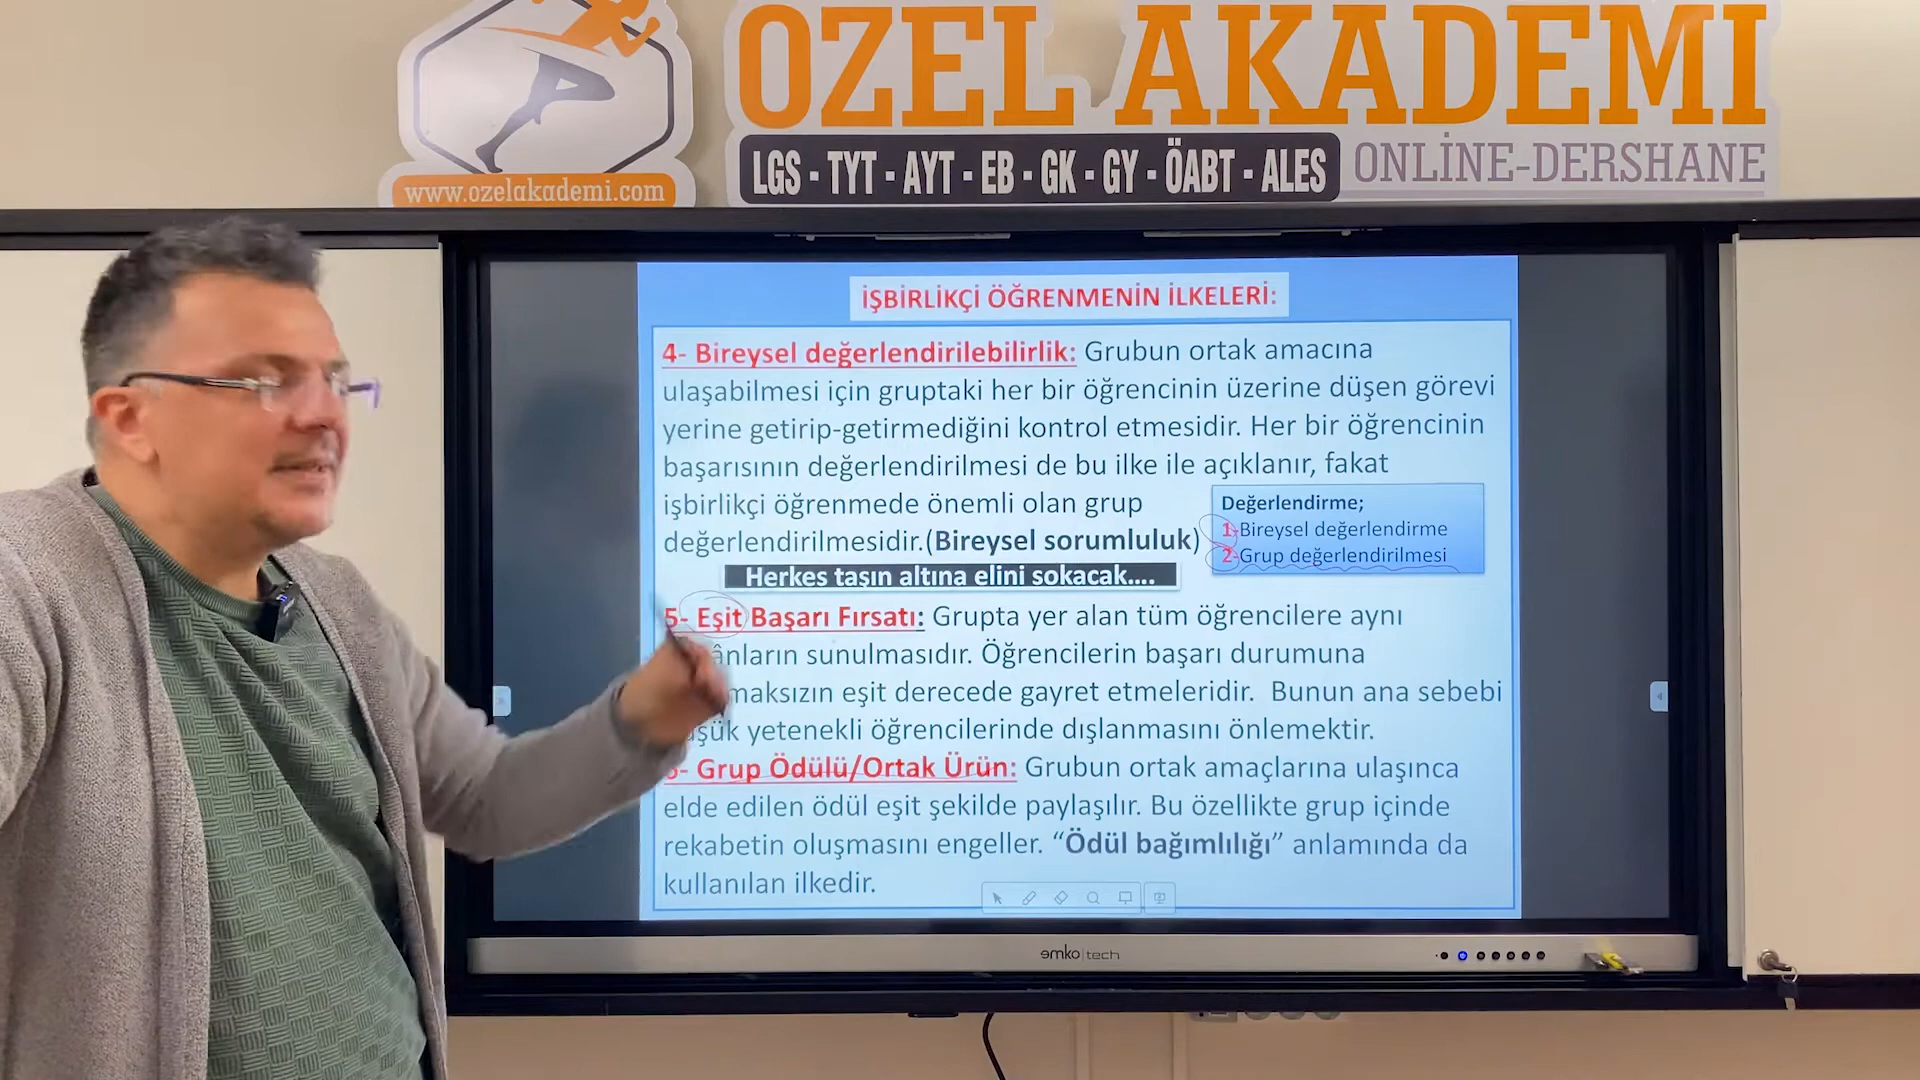 OZEL AKADEMİ
LGS - TYT - AYT - EB - GK - GY - ÖABT - ALES
ONLİNE-DERSHANE
www.ozelakademi.com
İŞBİRLİKÇİ ÖĞRENMENİN İLKELERİ:
4- Bireysel değerlendirilebilirlik: Grubun ortak amacına
ulaşabilmesi için gruptaki her bir öğrencinin üzerine düşen görevi
yerine getirip-getirmediğini kontrol etmesidir. Her bir öğrencinin
başarısının değerlendirilmesi de bu ilke ile açıklanır, fakat
işbirlikçi öğrenmede önemli olan grup
değerlendirilmesidir.(Bireysel sorumluluk)
Değerlendirme;
1-Bireysel değerlendirme
2-Grup değerlendirilmesi
Herkes taşın altına elini sokacak....
5- Eşit Başarı Fırsatı: Grupta yer alan tüm öğrencilere aynı
sunulmasıdır. Öğrencilerin başarı durumuna
eşit derecede gayret etmeleridir. Bunun ana sebebi
yetenekli öğrencilerinde dışlanmasını önlemektir.
6- Grup Ödülü/Ortak Ürün: Grubun ortak amaçlarına ulaşınca
elde edilen ödül eşit şekilde paylaşılır. Bu özellikte grup içinde
rekabetin oluşmasını engeller. “Ödül bağımlılığı” anlamında da
kullanılan ilkedir.
emko|tech